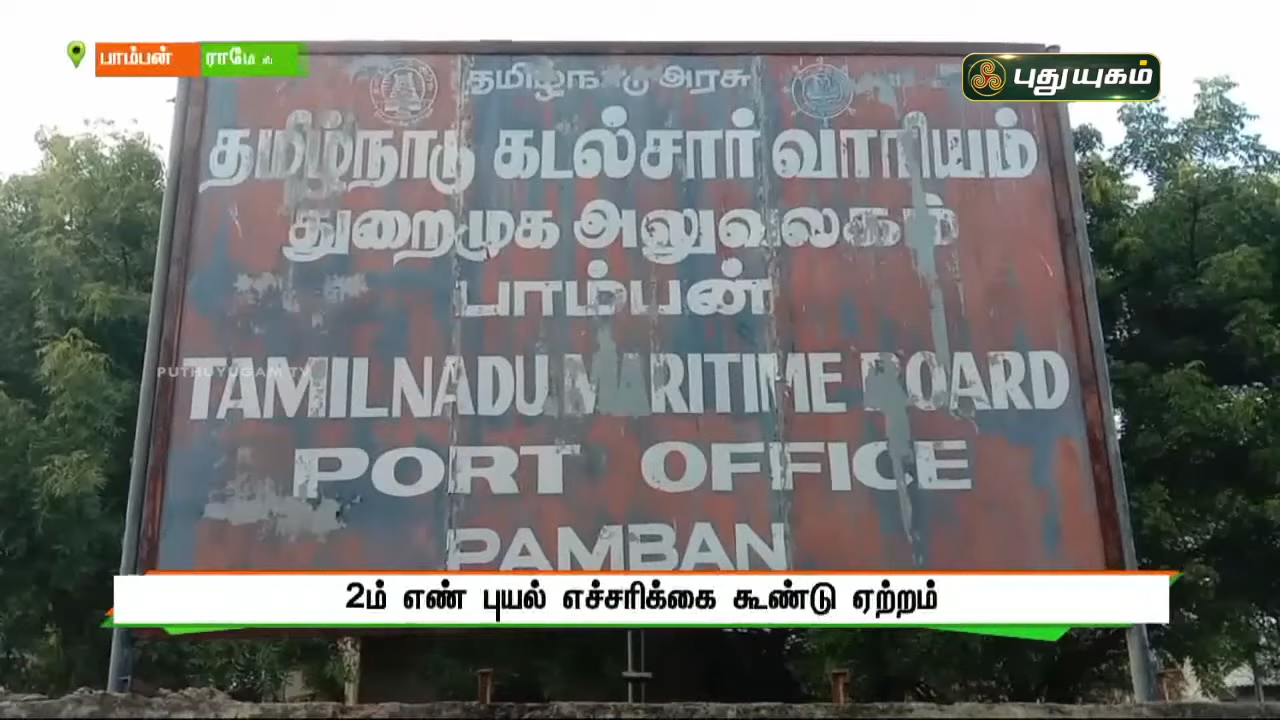 பாம்பன்
புதுயுகம்
தமிழ்நாடு அரசு
தமிழ்நாடு கடல்சார் வாரியம்
துறைமுக அலுவலகம்
பாம்பன்
PUTHUYUGAM TV
TAMILNADU MARITIME BOARD
PORT OFFICE
PAMBAN
2ம் எண் புயல் எச்சரிக்கை கூண்டு ஏற்றம்